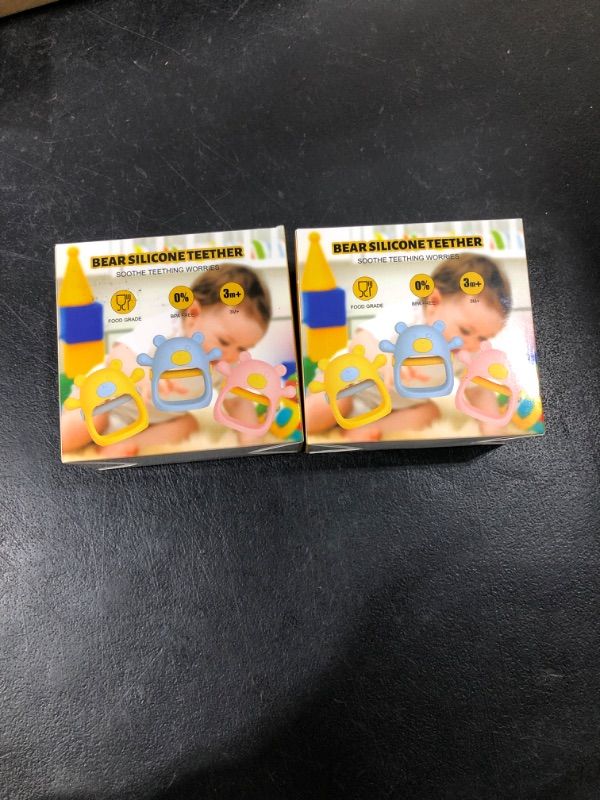 BEAR SILICONE TEETHER
SOOTHE TEETHING WORRIES
0%
3m+
FOOD GRADE
BPA FREE
3M+
BEAR SILICONE TEETHER
SOOTHE TEETHING WORRIES
0%
3m+
FOOD GRADE
BPA FREE
3M+